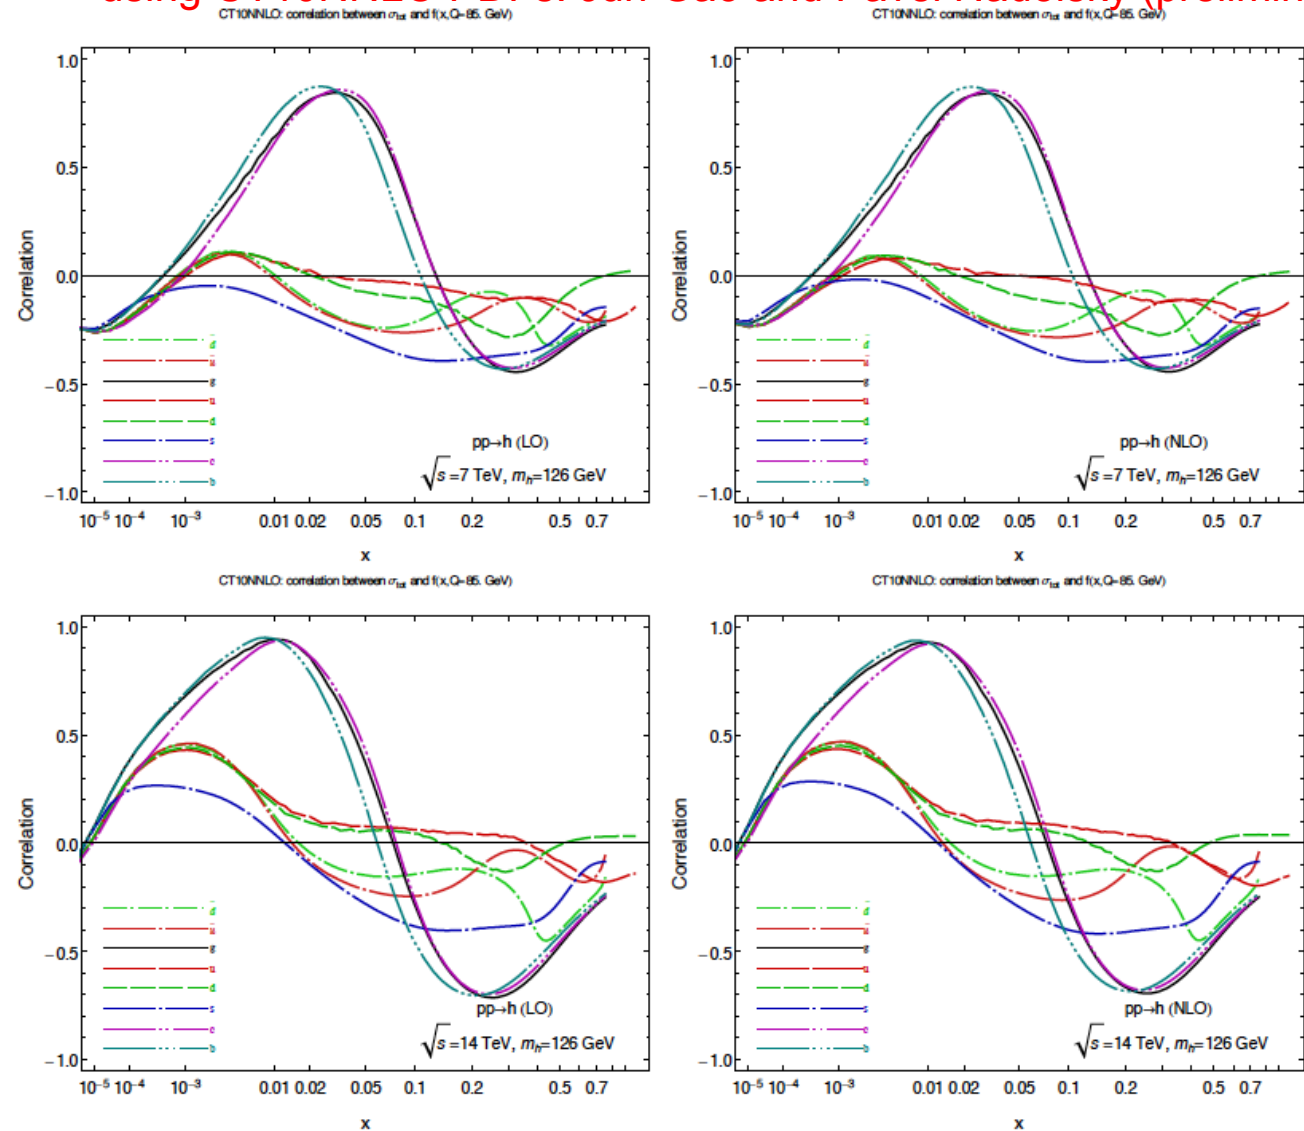 using CT10NNLO PDFs. Jun Gao and Pavel Nadolsky (prelimin
CT10NNLO: correlation between σtot and f(x,Q=85. GeV)
1.0
0.5
0.0
−0.5
−1.0
Correlation
d̄
ū
g
u
d
s
c
b
pp→h (LO)
√s =7 TeV, mh=126 GeV
10⁻⁵ 10⁻⁴ 10⁻³ 0.01 0.02 0.05 0.1 0.2 0.5 0.7
x
CT10NNLO: correlation between σtot and f(x,Q=85. GeV)
1.0
0.5
0.0
−0.5
−1.0
Correlation
d̄
ū
g
u
d
s
c
b
pp→h (NLO)
√s =7 TeV, mh=126 GeV
10⁻⁵ 10⁻⁴ 10⁻³ 0.01 0.02 0.05 0.1 0.2 0.5 0.7
x
CT10NNLO: correlation between σtot and f(x,Q=85. GeV)
1.0
0.5
0.0
−0.5
−1.0
Correlation
d̄
ū
g
u
d
s
c
b
pp→h (LO)
√s =14 TeV, mh=126 GeV
10⁻⁵ 10⁻⁴ 10⁻³ 0.01 0.02 0.05 0.1 0.2 0.5 0.7
x
CT10NNLO: correlation between σtot and f(x,Q=85. GeV)
1.0
0.5
0.0
−0.5
−1.0
Correlation
d̄
ū
g
u
d
s
c
b
pp→h (NLO)
√s =14 TeV, mh=126 GeV
10⁻⁵ 10⁻⁴ 10⁻³ 0.01 0.02 0.05 0.1 0.2 0.5 0.7
x